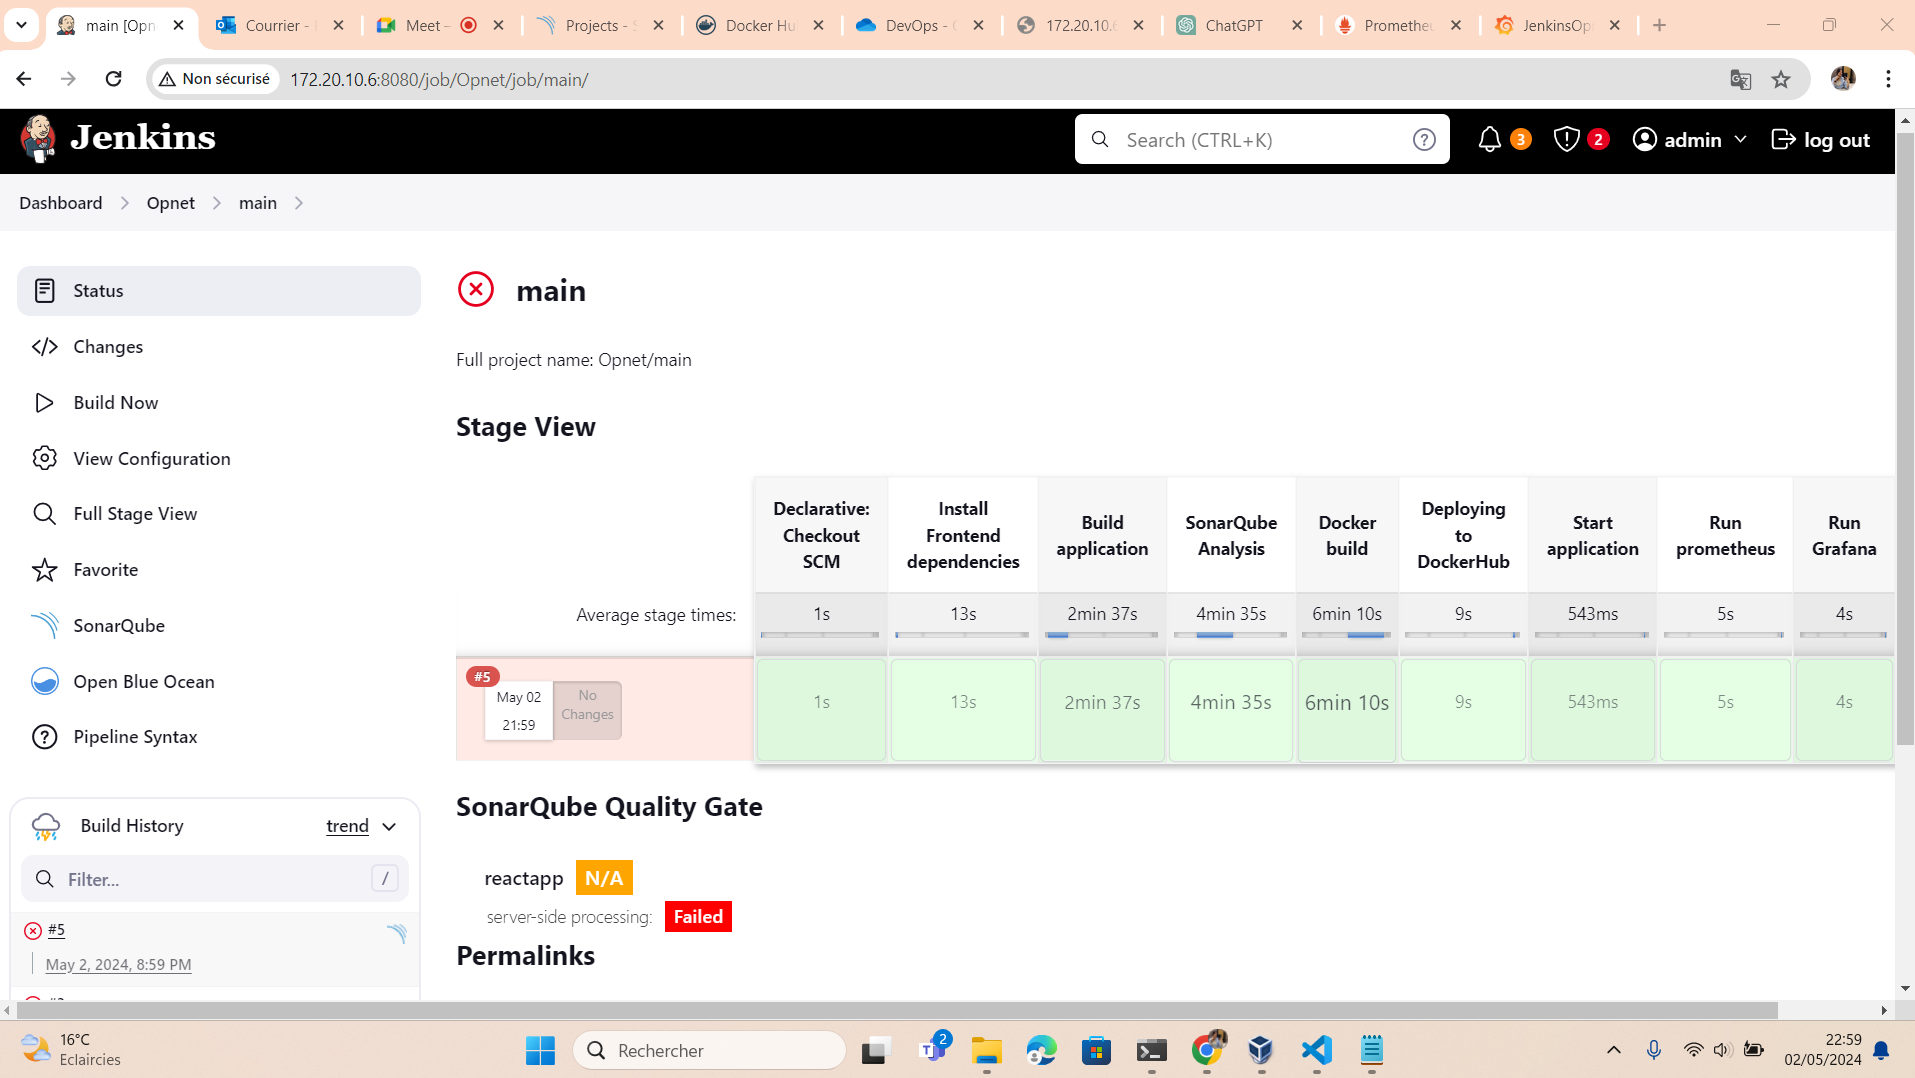 main [Opn
Courrier -
Meet -
Projects - S
Docker Hu
DevOps - C
172.20.10.6
ChatGPT
Prometheu
JenkinsOp
Non sécurisé
172.20.10.6:8080/job/Opnet/job/main/
Jenkins
Search (CTRL+K)
3
2
admin
log out
Dashboard
Opnet
main
Status
Changes
Build Now
View Configuration
Full Stage View
Favorite
SonarQube
Open Blue Ocean
Pipeline Syntax
Build History
trend
Filter...
/
#5
May 2, 2024, 8:59 PM
main
Full project name: Opnet/main
Stage View
Declarative:
Checkout
SCM
Install
Frontend
dependencies
Build
application
SonarQube
Analysis
Docker
build
Deploying
to
DockerHub
Start
application
Run
prometheus
Run
Grafana
Average stage times:
1s
13s
2min 37s
4min 35s
6min 10s
9s
543ms
5s
4s
#5
May 02
21:59
No
Changes
1s
13s
2min 37s
4min 35s
6min 10s
9s
543ms
5s
4s
SonarQube Quality Gate
reactapp N/A
server-side processing: Failed
Permalinks
16°C
Eclaircies
Rechercher
2
22:59
02/05/2024